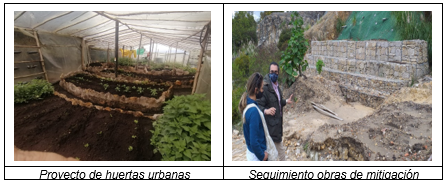 Proyecto de huertas urbanas
Seguimiento obras de mitigación